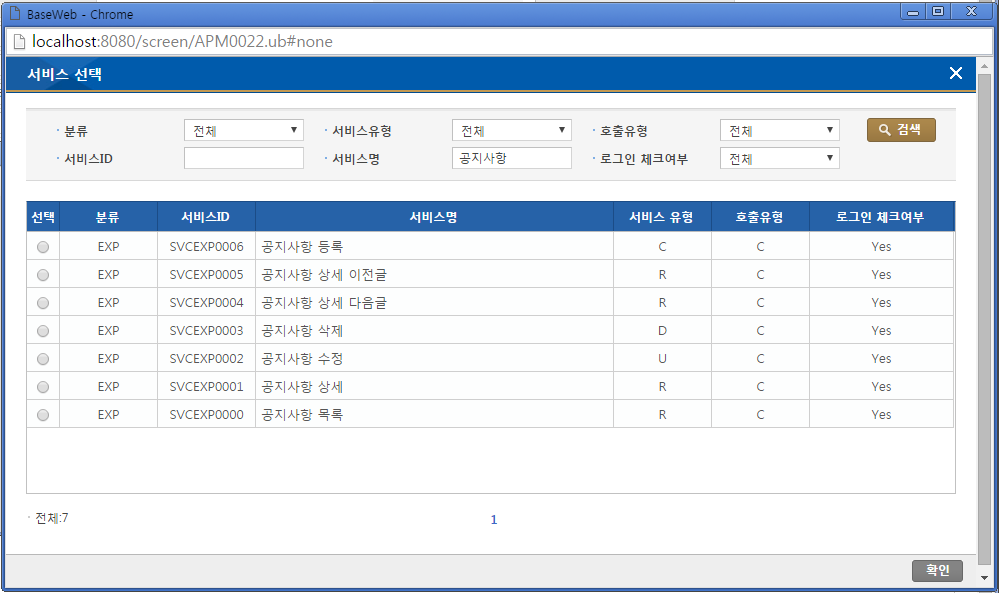 BaseWeb - Chrome
localhost:8080/screen/APM0022.ub#none
서비스 선택
· 분류 전체 · 서비스유형 전체 · 호출유형 전체 검색
· 서비스ID · 서비스명 공지사항 · 로그인 체크여부 전체
선택 분류 서비스ID 서비스명 서비스 유형 호출유형 로그인 체크여부
EXP SVCEXP0006 공지사항 등록 C C Yes
EXP SVCEXP0005 공지사항 상세 이전글 R C Yes
EXP SVCEXP0004 공지사항 상세 다음글 R C Yes
EXP SVCEXP0003 공지사항 삭제 D C Yes
EXP SVCEXP0002 공지사항 수정 U C Yes
EXP SVCEXP0001 공지사항 상세 R C Yes
EXP SVCEXP0000 공지사항 목록 R C Yes
· 전체:7 1
확인